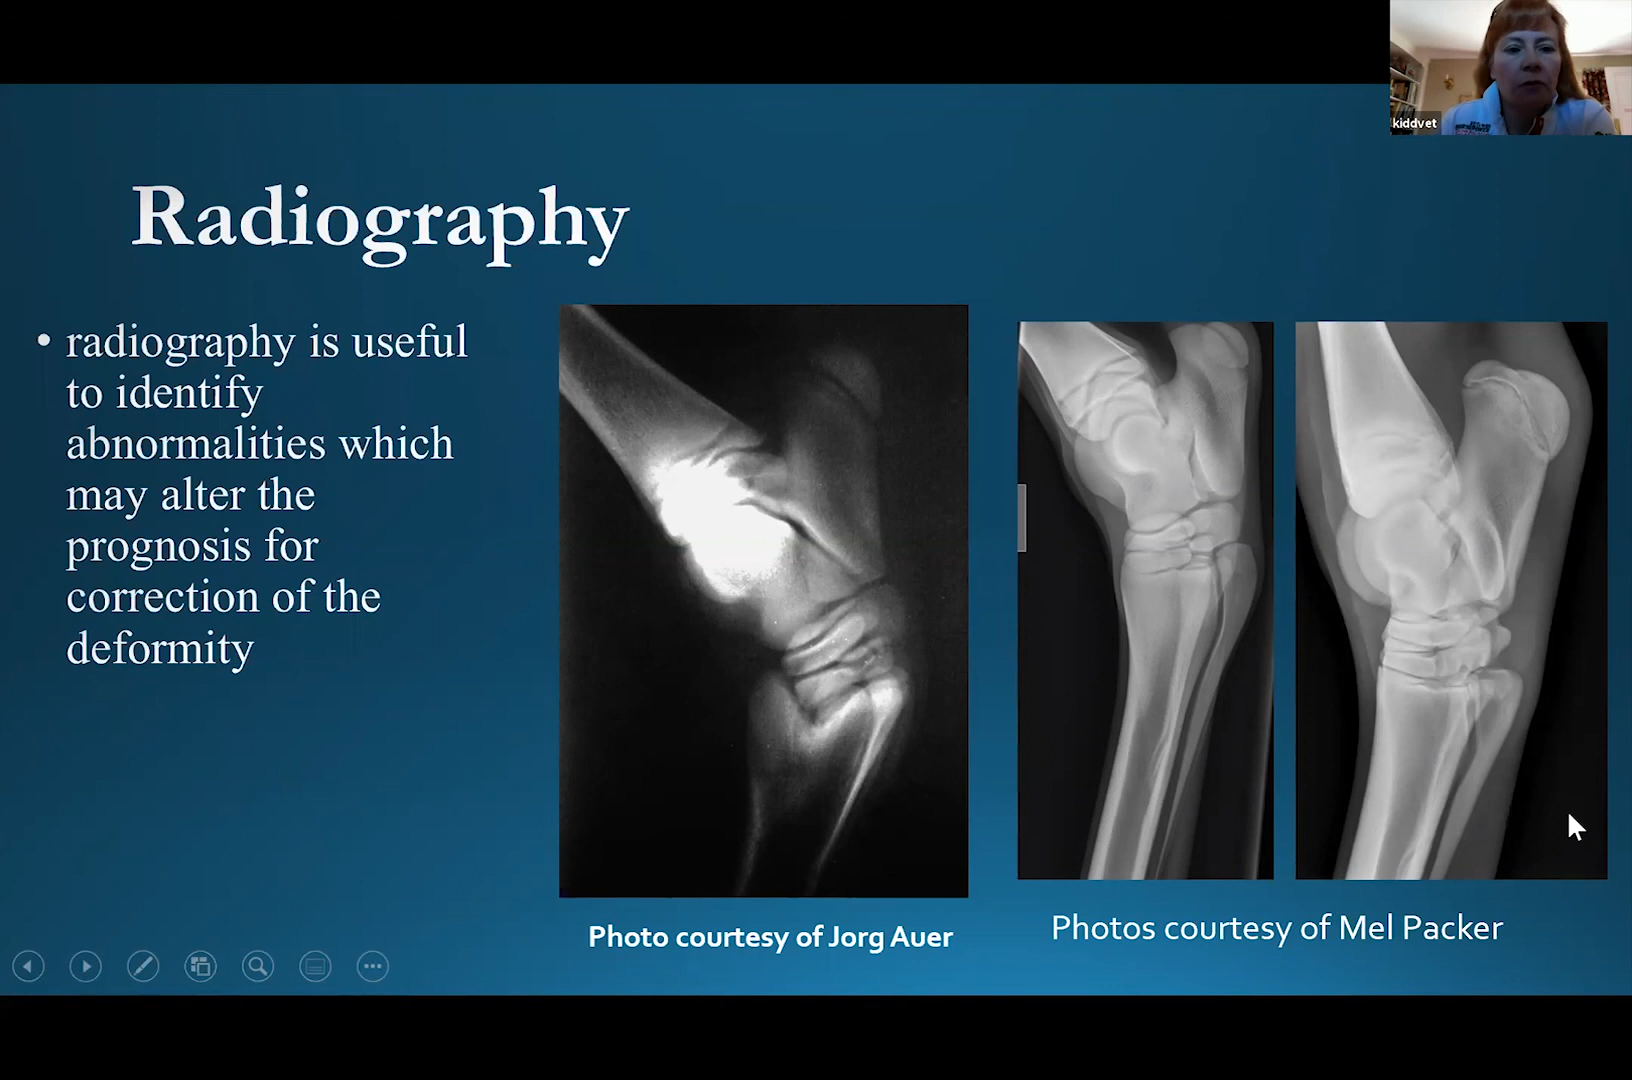 kiddvet
Radiography
• radiography is useful
to identify
abnormalities which
may alter the
prognosis for
correction of the
deformity
Photo courtesy of Jorg Auer
Photos courtesy of Mel Packer